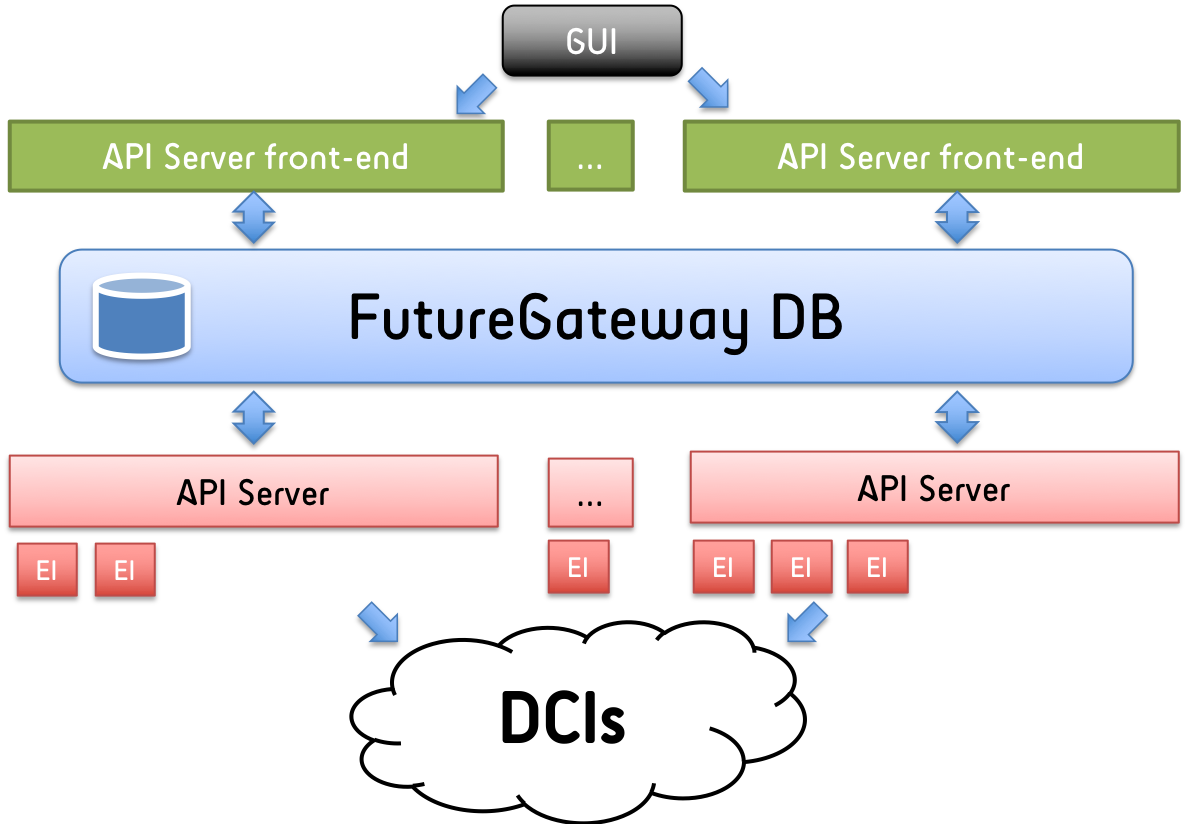 GUI
API Server front-end
...
API Server front-end
FutureGateway DB
API Server
...
API Server
EI
EI
EI
EI
EI
EI
DCIs